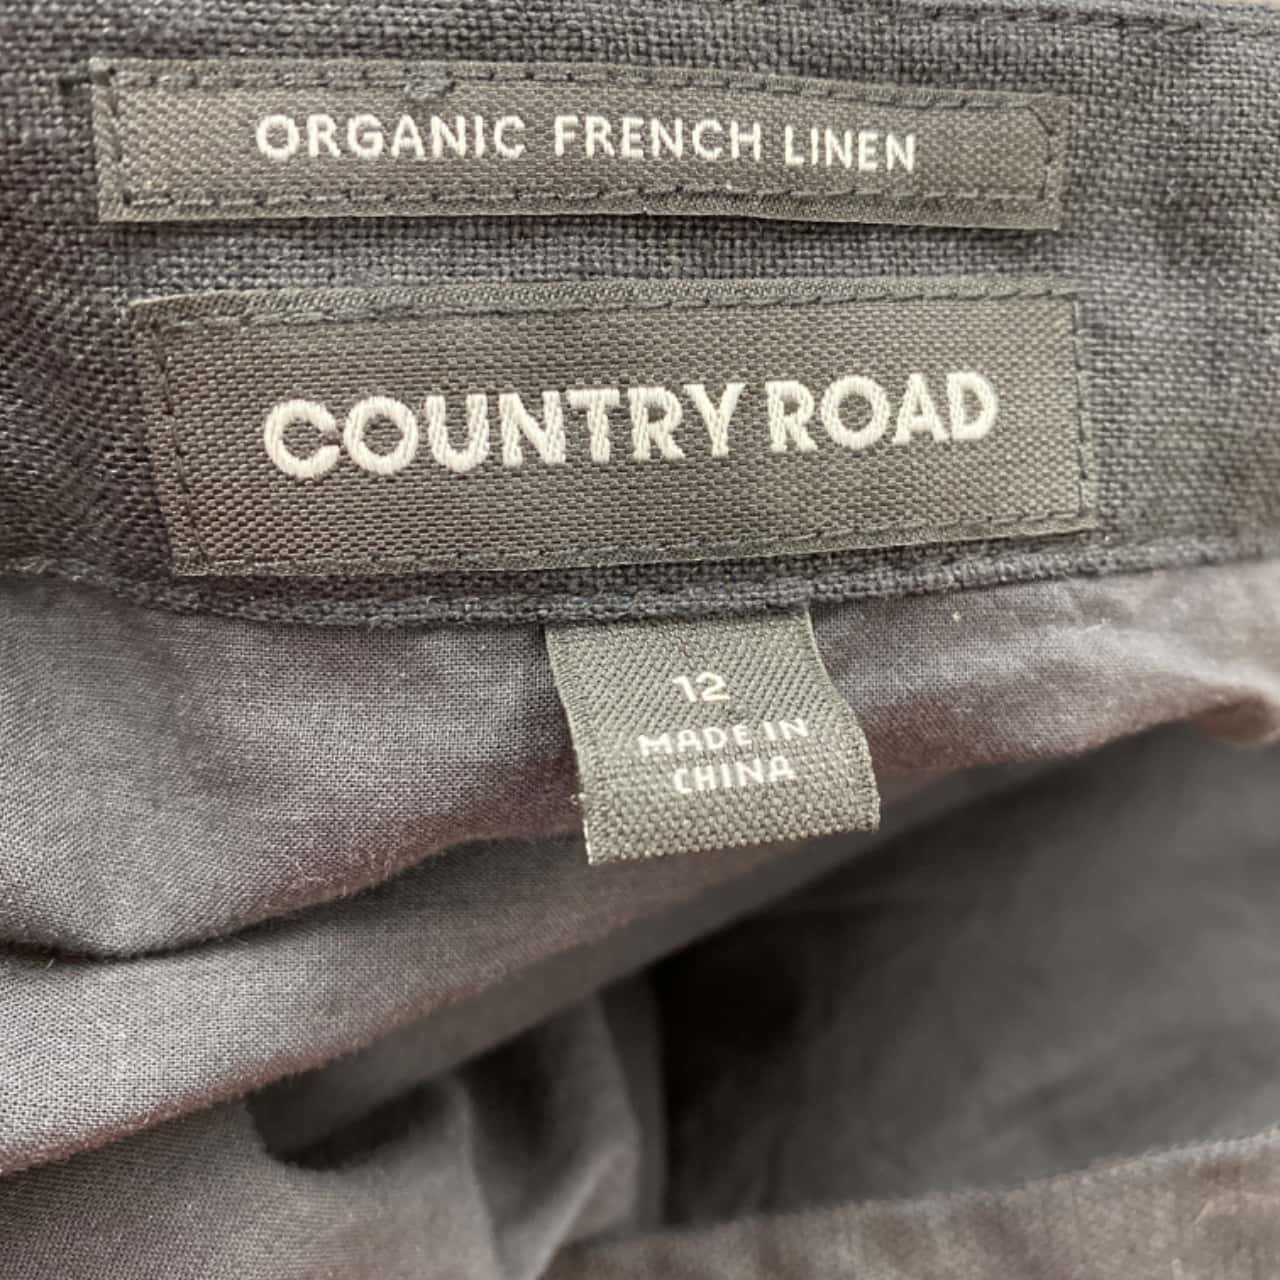 ORGANIC FRENCH LINEN
COUNTRY ROAD
12
MADE IN
CHINA